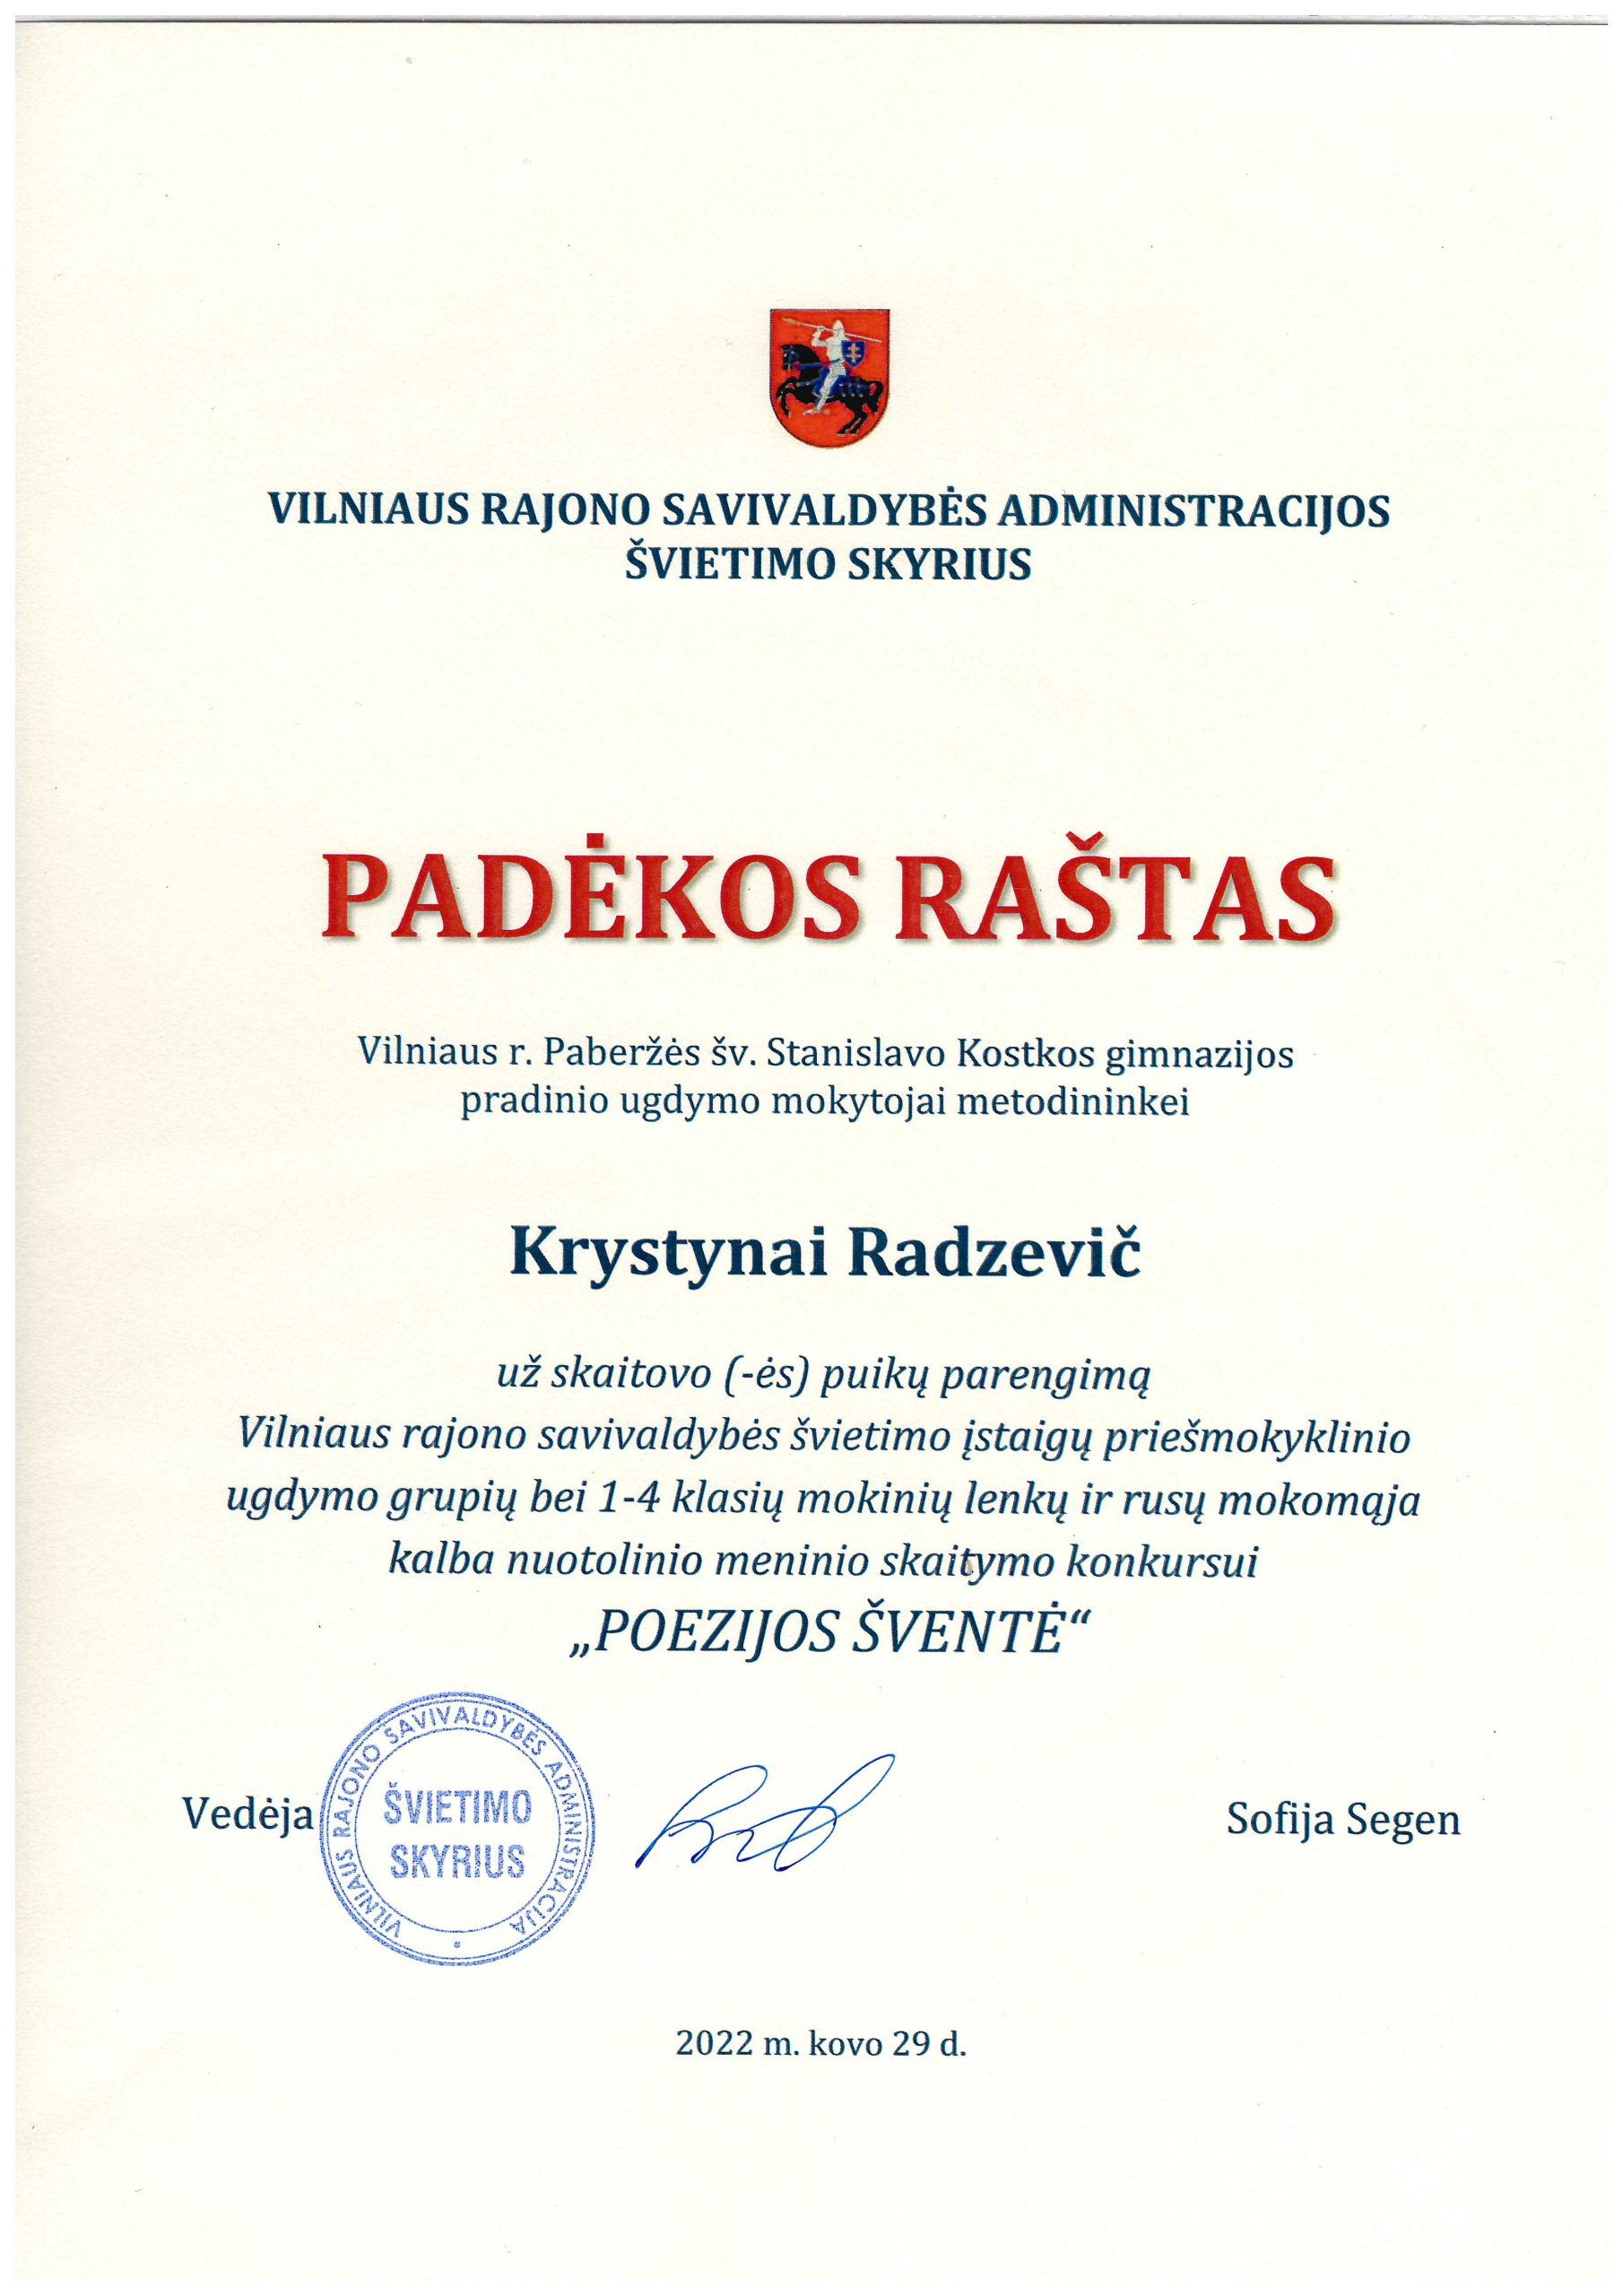 VILNIAUS RAJONO SAVIVALDYBĖS ADMINISTRACIJOS
ŠVIETIMO SKYRIUS
PADĖKOS RAŠTAS
Vilniaus r. Paberžės šv. Stanislavo Kostkos gimnazijos
pradinio ugdymo mokytojai metodininkei
Krystynai Radzevič
už skaitovo (-ės) puikų parengimą
Vilniaus rajono savivaldybės švietimo įstaigų priešmokyklinio
ugdymo grupių bei 1-4 klasių mokinių lenkų ir rusų mokomąja
kalba nuotolinio meninio skaitymo konkursui
„POEZIJOS ŠVENTĖ“
Vedėja
VILNIAUS RAJONO SAVIVALDYBĖS ADMINISTRACIJA
ŠVIETIMO
SKYRIUS
Sofija Segen
2022 m. kovo 29 d.